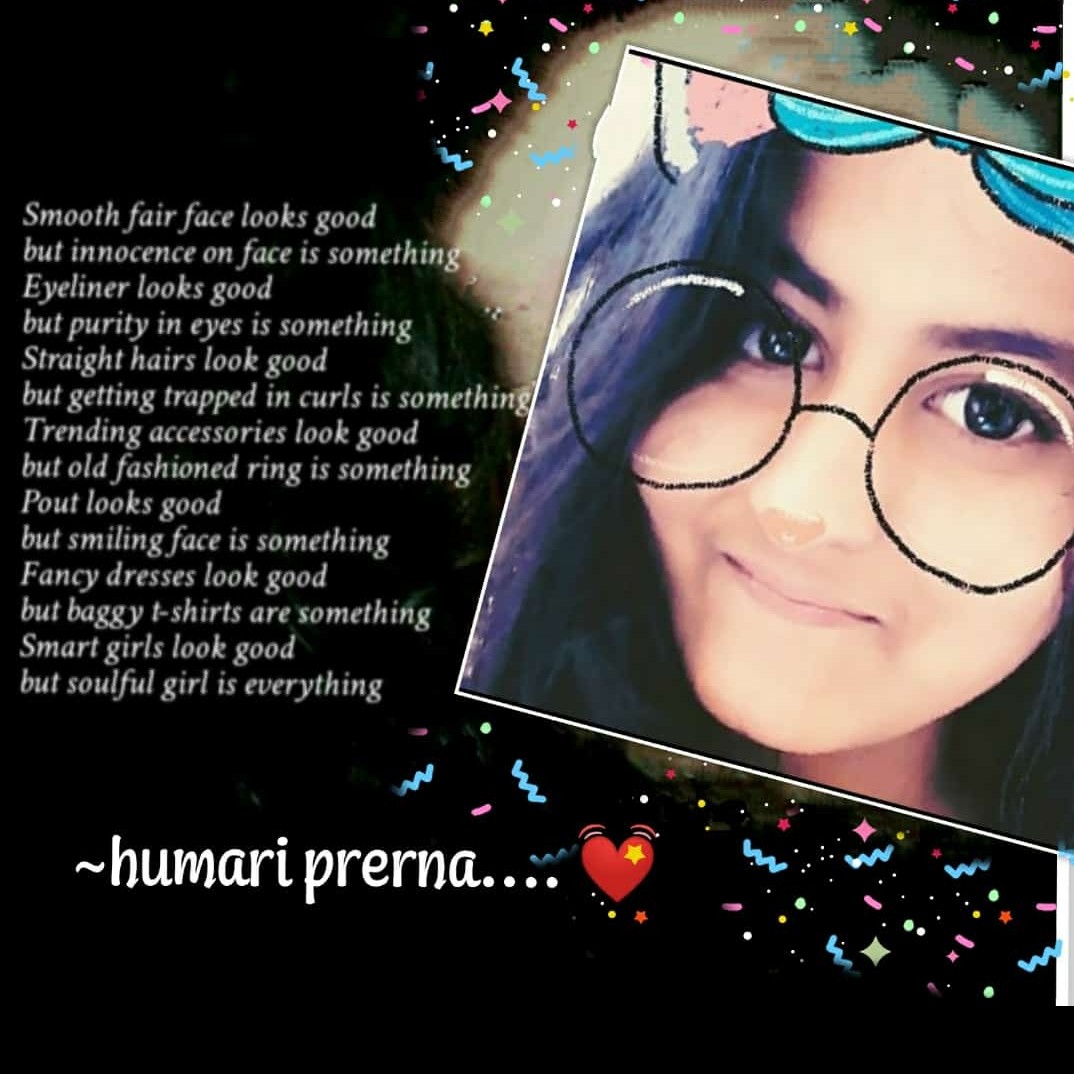 Smooth fair face looks good
but innocence on face is something
Eyeliner looks good
but purity in eyes is something
Straight hairs look good
but getting trapped in curls is something
Trending accessories look good
but old fashioned ring is something
Pout looks good
but smiling face is something
Fancy dresses look good
but baggy t-shirts are something
Smart girls look good
but soulful girl is everything
~humari prerna....